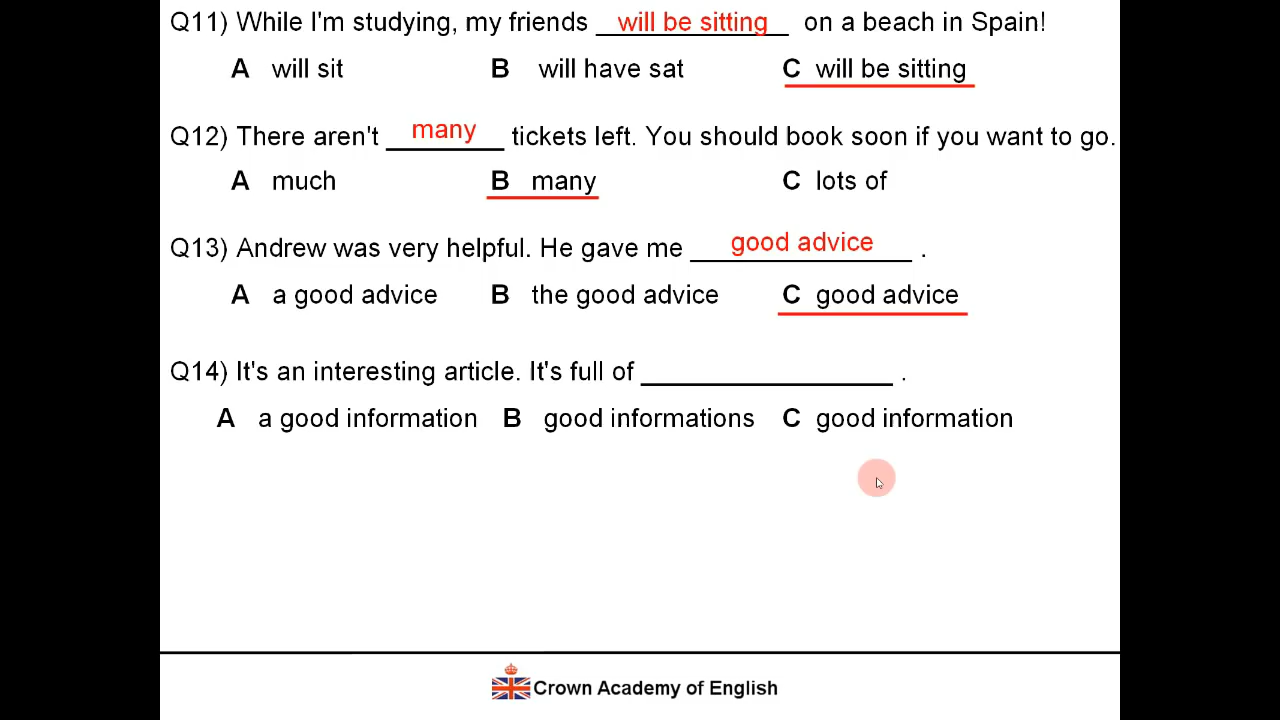 Q11) While I'm studying, my friends will be sitting on a beach in Spain!
A will sit B will have sat C will be sitting
Q12) There aren't many tickets left. You should book soon if you want to go.
A much B many C lots of
Q13) Andrew was very helpful. He gave me good advice .
A a good advice B the good advice C good advice
Q14) It's an interesting article. It's full of ________________ .
A a good information B good informations C good information
Crown Academy of English